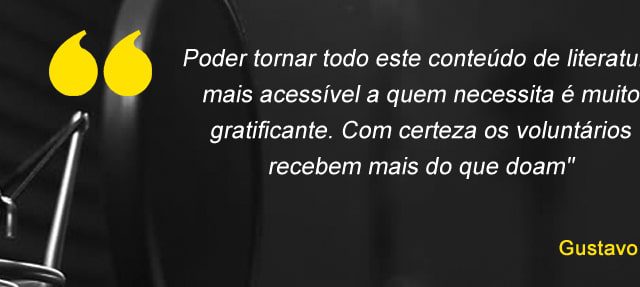 Poder tornar todo este conteúdo de literatu
mais acessível a quem necessita é muito
gratificante. Com certeza os voluntários
recebem mais do que doam"
Gustavo